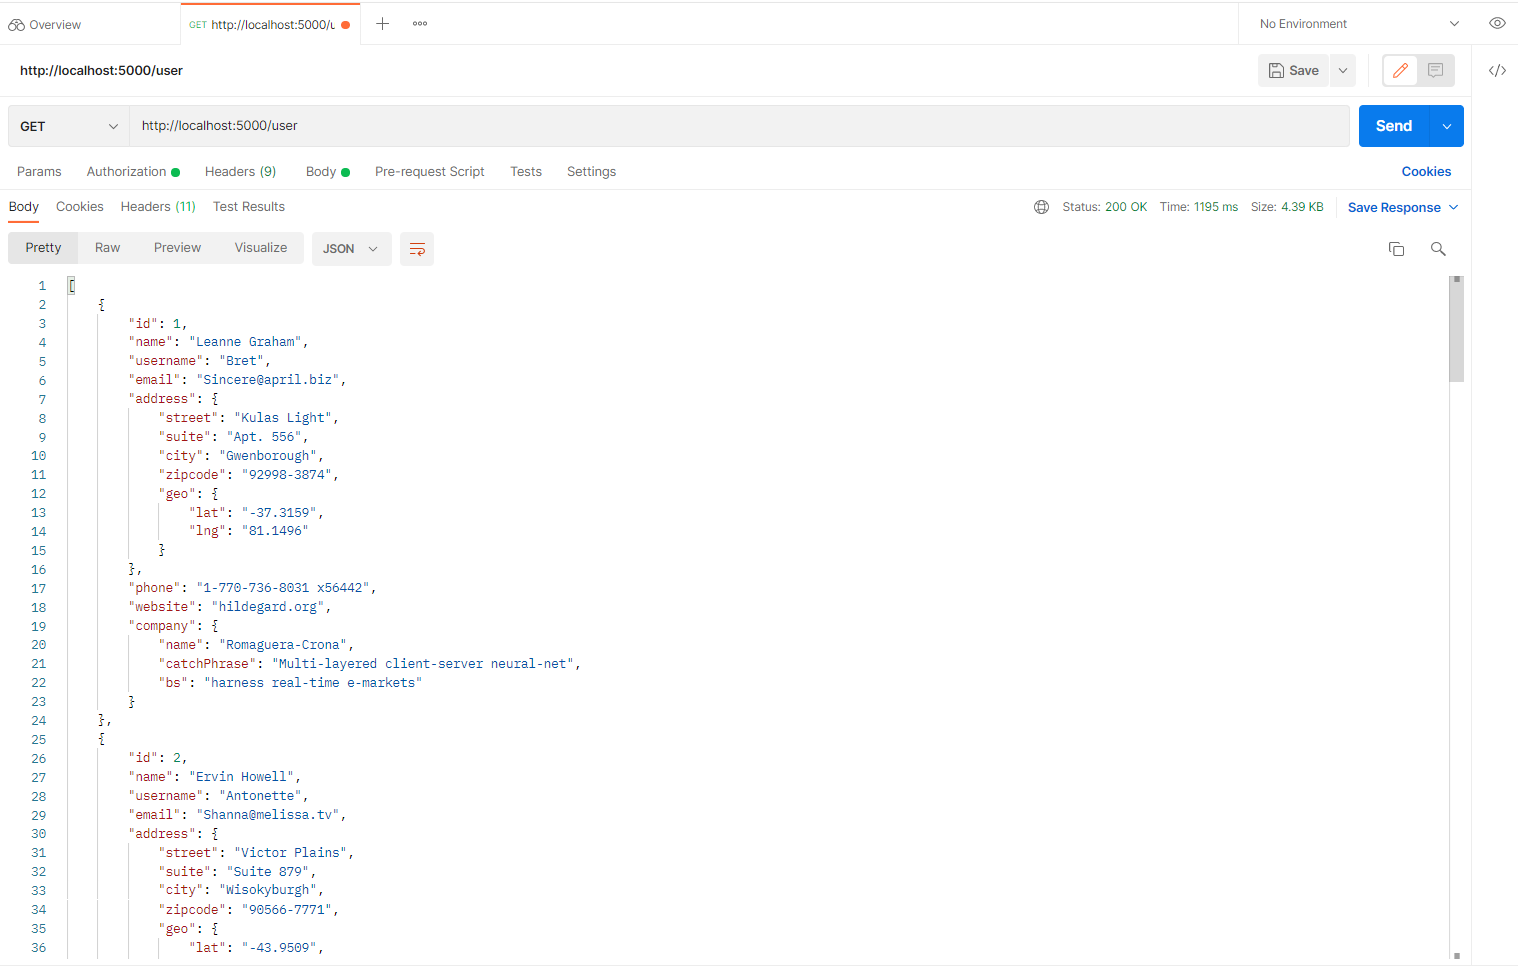 Overview
GET http://localhost:5000/u
No Environment
http://localhost:5000/user
Save
GET http://localhost:5000/user Send
Params Authorization Headers (9) Body Pre-request Script Tests Settings Cookies
Body Cookies Headers (11) Test Results Status: 200 OK Time: 1195 ms Size: 4.39 KB Save Response
Pretty Raw Preview Visualize JSON
1 [
2 {
3 "id": 1,
4 "name": "Leanne Graham",
5 "username": "Bret",
6 "email": "Sincere@april.biz",
7 "address": {
8 "street": "Kulas Light",
9 "suite": "Apt. 556",
10 "city": "Gwenborough",
11 "zipcode": "92998-3874",
12 "geo": {
13 "lat": "-37.3159",
14 "lng": "81.1496"
15 }
16 },
17 "phone": "1-770-736-8031 x56442",
18 "website": "hildegard.org",
19 "company": {
20 "name": "Romaguera-Crona",
21 "catchPhrase": "Multi-layered client-server neural-net",
22 "bs": "harness real-time e-markets"
23 }
24 },
25 {
26 "id": 2,
27 "name": "Ervin Howell",
28 "username": "Antonette",
29 "email": "Shanna@melissa.tv",
30 "address": {
31 "street": "Victor Plains",
32 "suite": "Suite 879",
33 "city": "Wisokyburgh",
34 "zipcode": "90566-7771",
35 "geo": {
36 "lat": "-43.9509",